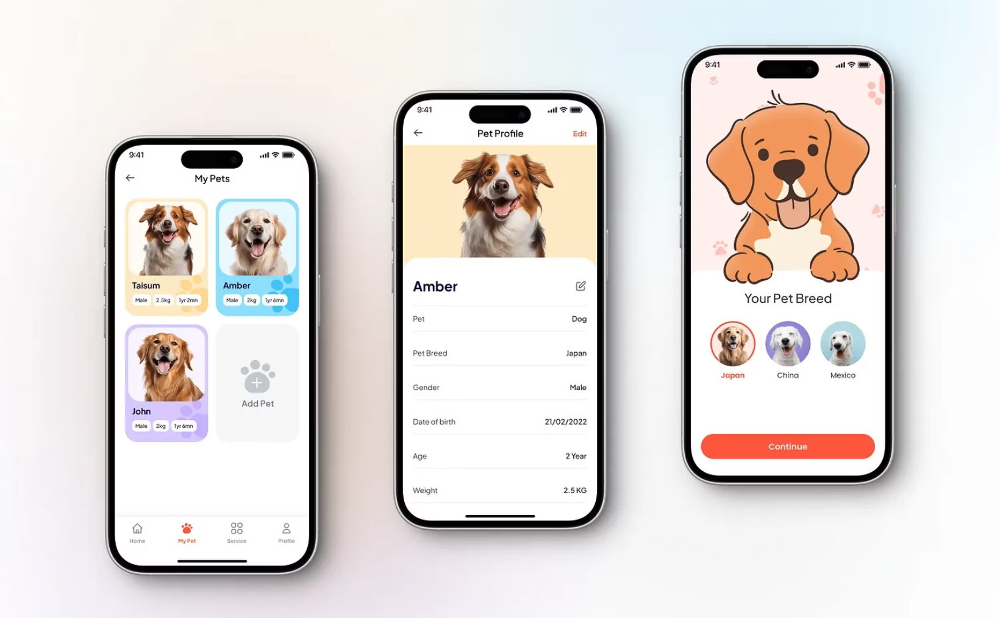 9:41
My Pets
Taisum
Male 2.5kg 1yr 2mn
Amber
Male 2kg 1yr 6mn
John
Male 2kg 1yr 6mn
Add Pet
Home My Pet Service Profile
9:41
Pet Profile Edit
Amber
Pet Dog
Pet Breed Japan
Gender Male
Date of birth 21/02/2022
Age 2 Year
Weight 2.5 KG
9:41
Your Pet Breed
Japan China Mexico
Continue